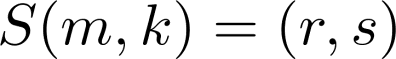 S(m, k) = (r, s)